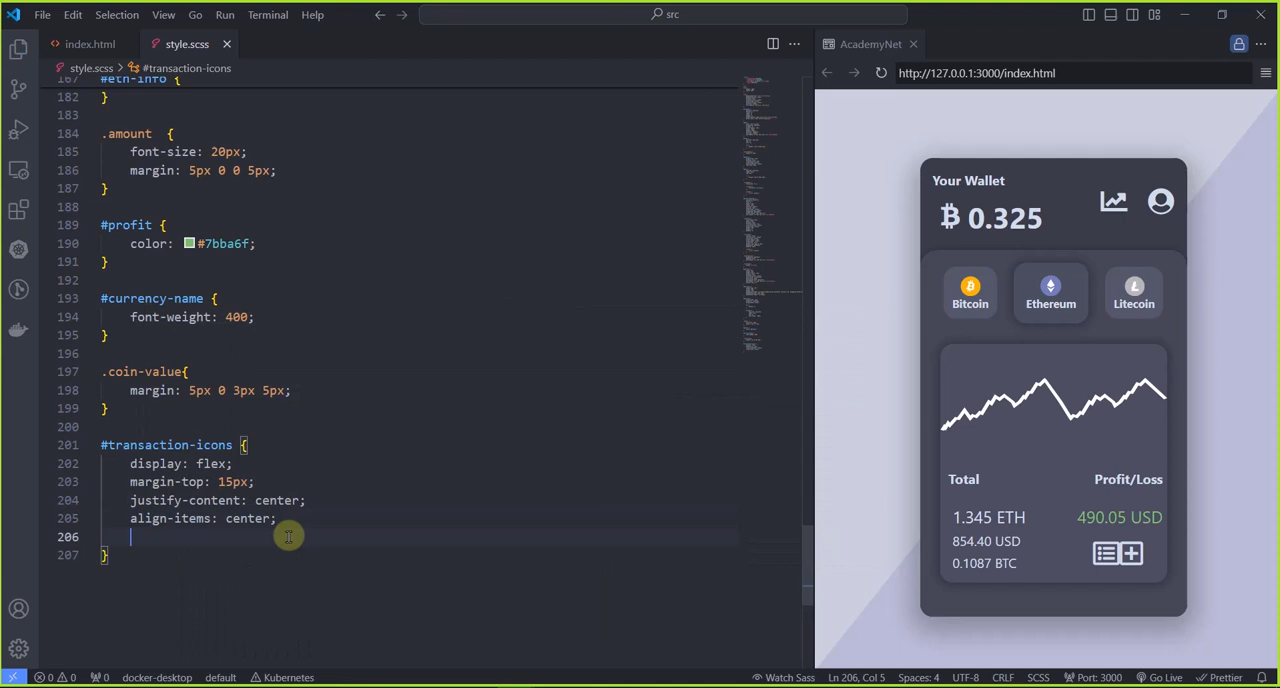 File Edit Selection View Go Run Terminal Help
src
index.html
style.scss
AcademyNet
style.scss > #transaction-icons
http://127.0.0.1:3000/index.html
167 #eth-info {
182 }
183
184 .amount {
185 font-size: 20px;
186 margin: 5px 0 0 5px;
187 }
188
189 #profit {
190 color: #7bba6f;
191 }
192
193 #currency-name {
194 font-weight: 400;
195 }
196
197 .coin-value{
198 margin: 5px 0 3px 5px;
199 }
200
201 #transaction-icons {
202 display: flex;
203 margin-top: 15px;
204 justify-content: center;
205 align-items: center;
206
207 }
Your Wallet
₿ 0.325
Bitcoin
Ethereum
Litecoin
Total Profit/Loss
1.345 ETH 490.05 USD
854.40 USD
0.1087 BTC
0 0 0 docker-desktop default Kubernetes Watch Sass Ln 206, Col 5 Spaces: 4 UTF-8 CRLF SCSS Port: 3000 Go Live Prettier